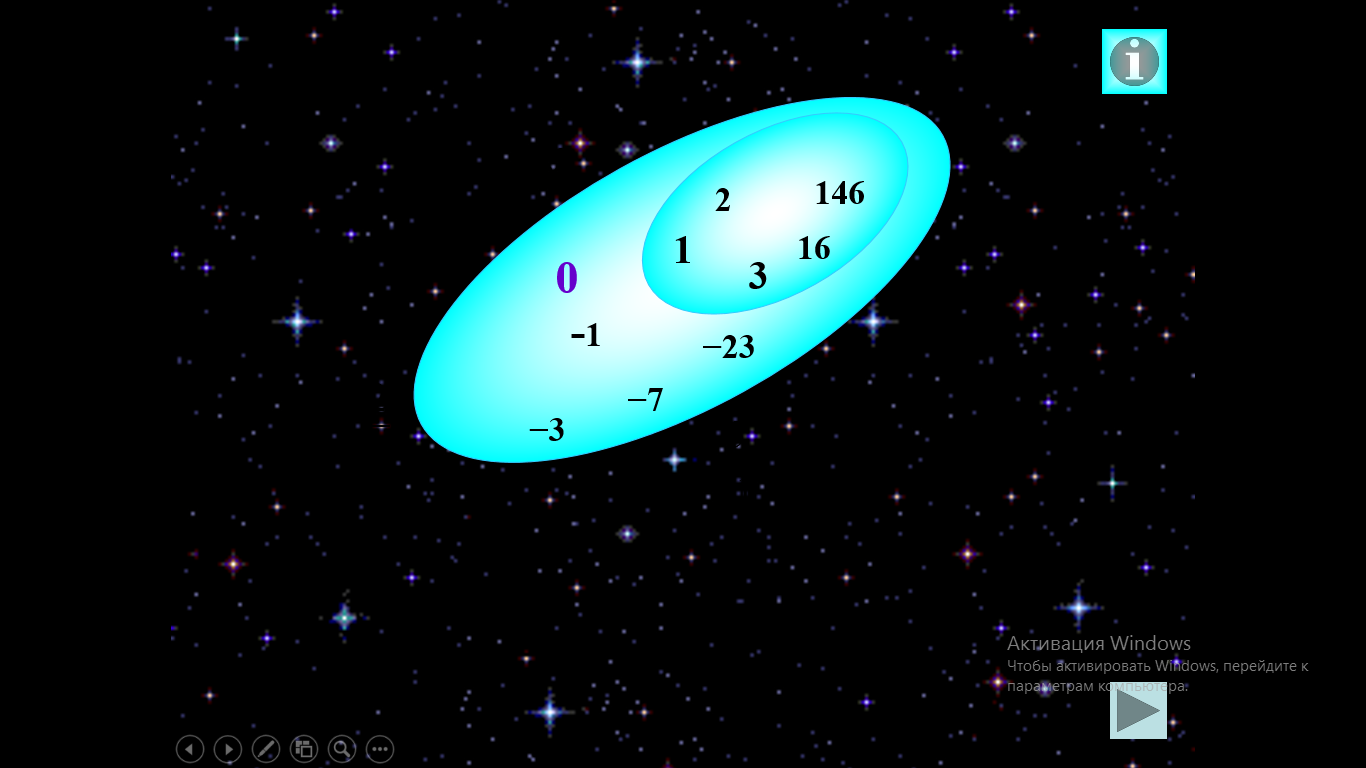 i
2 146
1 16
3
0
-1
–23
–7
–3
Активация Windows
Чтобы активировать Windows, перейдите к
параметрам компьютера.